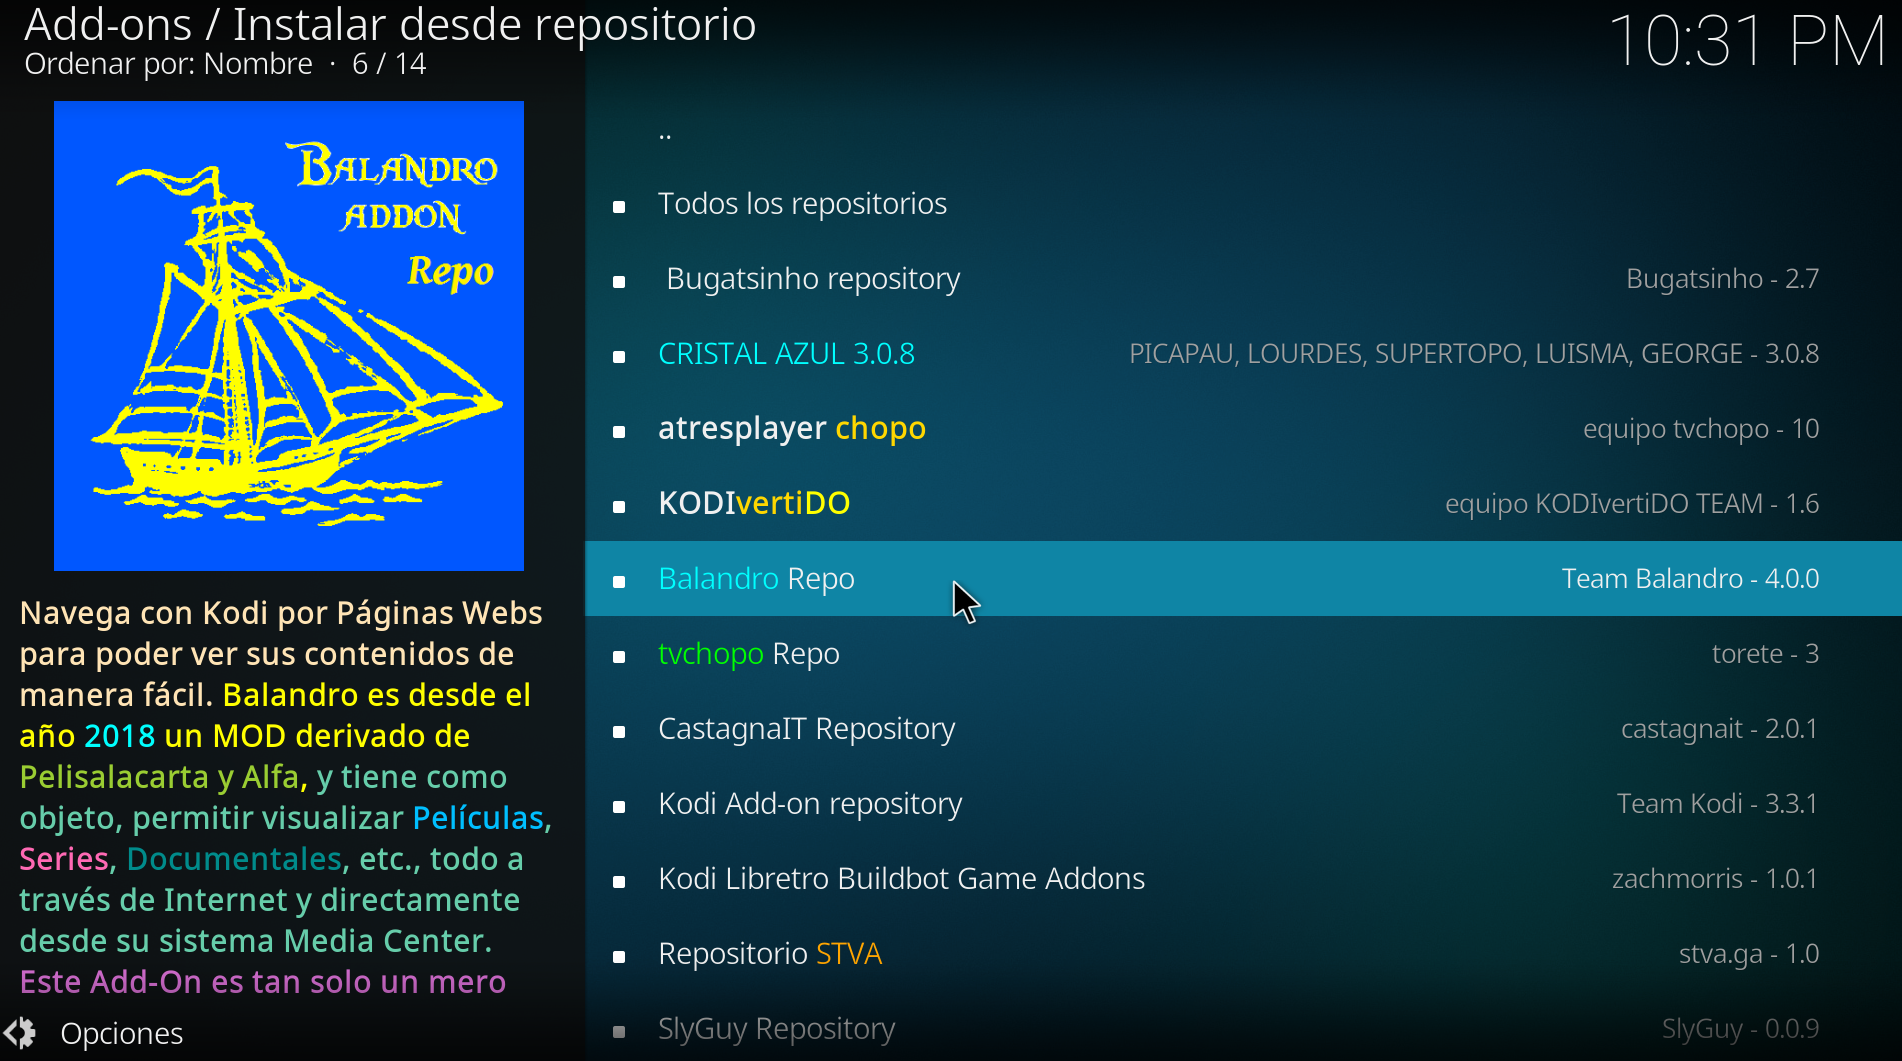 Add-ons / Instalar desde repositorio
Ordenar por: Nombre · 6 / 14
10:31 PM
BALANDRO
ADDON
Repo
Navega con Kodi por Páginas Webs
para poder ver sus contenidos de
manera fácil. Balandro es desde el
año 2018 un MOD derivado de
Pelisalacarta y Alfa, y tiene como
objeto, permitir visualizar Películas,
Series, Documentales, etc., todo a
través de Internet y directamente
desde su sistema Media Center.
Este Add-On es tan solo un mero
Opciones
..
Todos los repositorios
Bugatsinho repository Bugatsinho - 2.7
CRISTAL AZUL 3.0.8 PICAPAU, LOURDES, SUPERTOPO, LUISMA, GEORGE - 3.0.8
atresplayer chopo equipo tvchopo - 10
KODIvertiDO equipo KODIvertiDO TEAM - 1.6
Balandro Repo Team Balandro - 4.0.0
tvchopo Repo torete - 3
CastagnaIT Repository castagnait - 2.0.1
Kodi Add-on repository Team Kodi - 3.3.1
Kodi Libretro Buildbot Game Addons zachmorris - 1.0.1
Repositorio STVA stva.ga - 1.0
SlyGuy Repository SlyGuy - 0.0.9